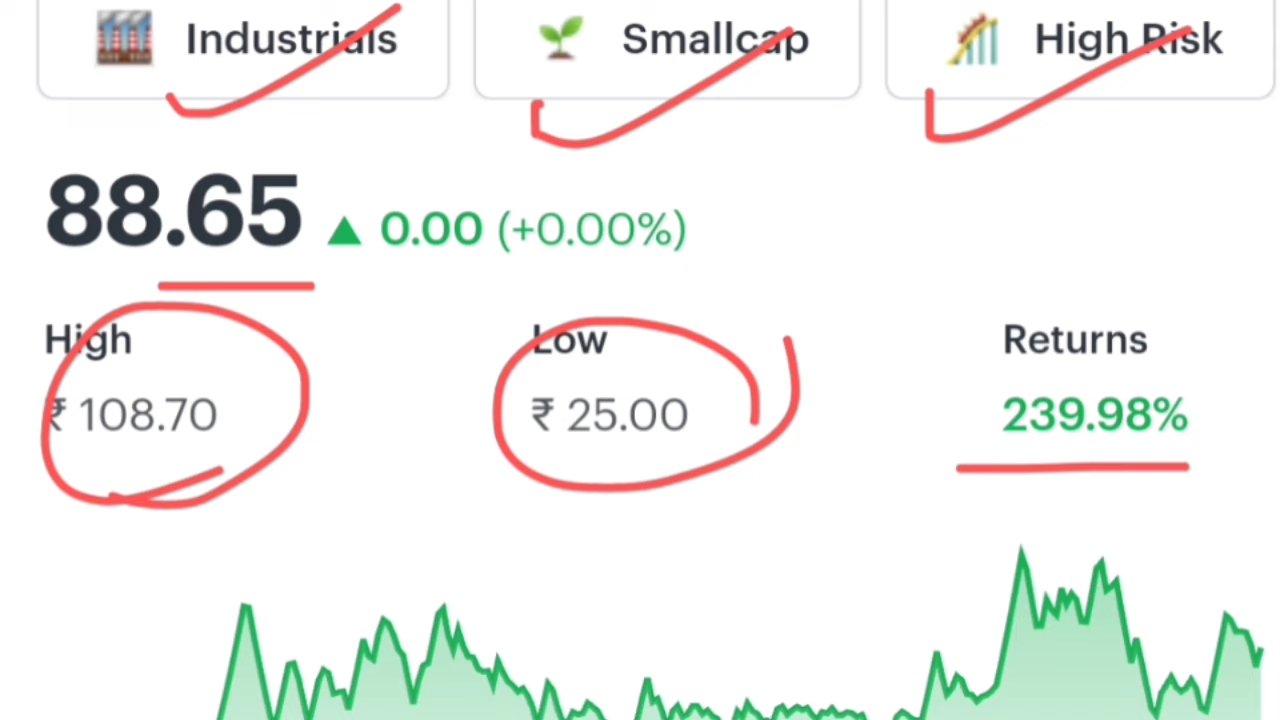 Industrials Smallcap High Risk
88.65 ▲ 0.00 (+0.00%)
High Low Returns
₹ 108.70 ₹ 25.00 239.98%